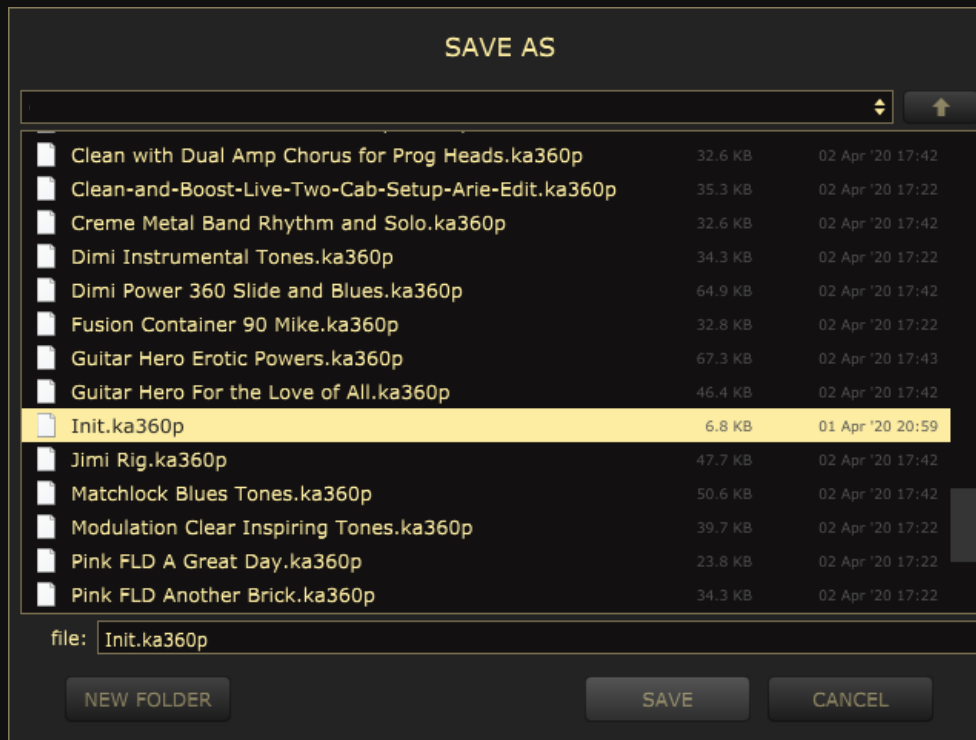 SAVE AS
Clean with Dual Amp Chorus for Prog Heads.ka360p 32.6 KB 02 Apr '20 17:42
Clean-and-Boost-Live-Two-Cab-Setup-Arie-Edit.ka360p 35.3 KB 02 Apr '20 17:22
Creme Metal Band Rhythm and Solo.ka360p 32.6 KB 02 Apr '20 17:42
Dimi Instrumental Tones.ka360p 34.3 KB 02 Apr '20 17:22
Dimi Power 360 Slide and Blues.ka360p 64.9 KB 02 Apr '20 17:42
Fusion Container 90 Mike.ka360p 32.8 KB 02 Apr '20 17:22
Guitar Hero Erotic Powers.ka360p 67.3 KB 02 Apr '20 17:43
Guitar Hero For the Love of All.ka360p 46.4 KB 02 Apr '20 17:42
Init.ka360p 6.8 KB 01 Apr '20 20:59
Jimi Rig.ka360p 47.7 KB 02 Apr '20 17:42
Matchlock Blues Tones.ka360p 50.6 KB 02 Apr '20 17:42
Modulation Clear Inspiring Tones.ka360p 39.7 KB 02 Apr '20 17:22
Pink FLD A Great Day.ka360p 23.8 KB 02 Apr '20 17:22
Pink FLD Another Brick.ka360p 34.3 KB 02 Apr '20 17:22
file: Init.ka360p
NEW FOLDER SAVE CANCEL